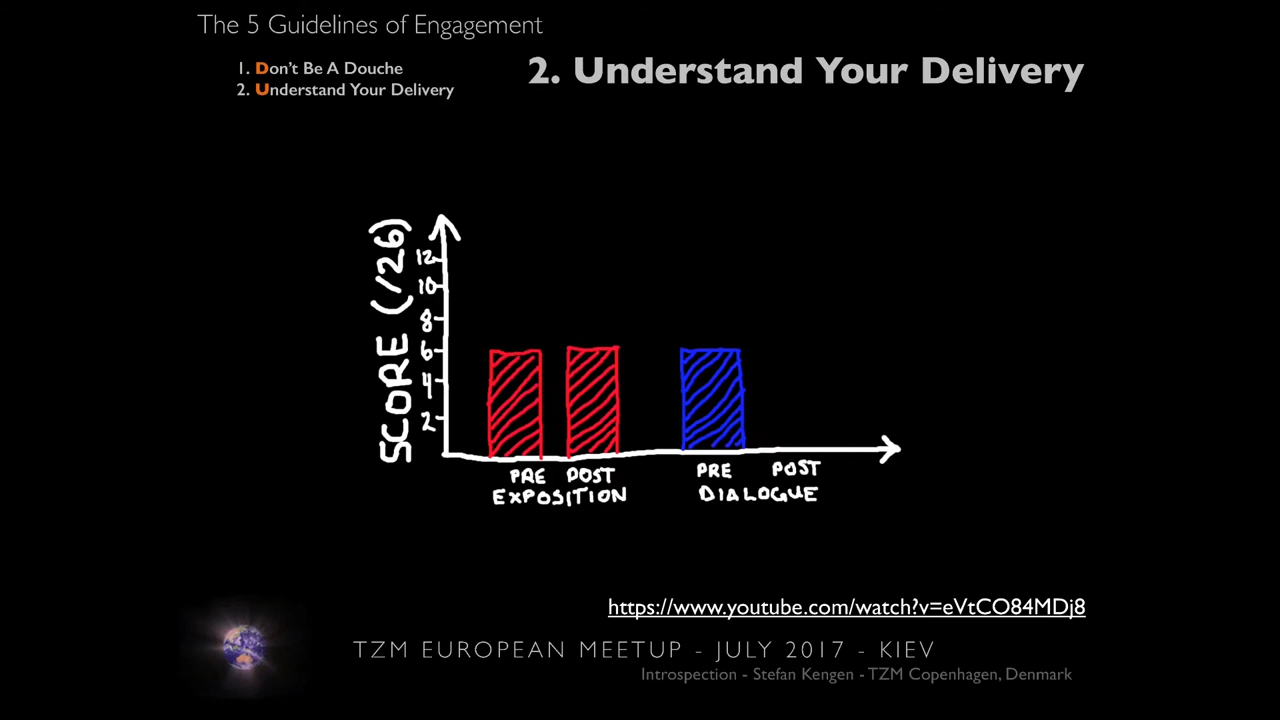 The 5 Guidelines of Engagement
1. Don't Be A Douche
2. Understand Your Delivery
2. Understand Your Delivery
SCORE (/26)
12
10
8
6
4
2
PRE POST
EXPOSITION
PRE POST
DIALOGUE
https://www.youtube.com/watch?v=eVtCO84MDj8
TZM EUROPEAN MEETUP - JULY 2017 - KIEV
Introspection - Stefan Kengen - TZM Copenhagen, Denmark